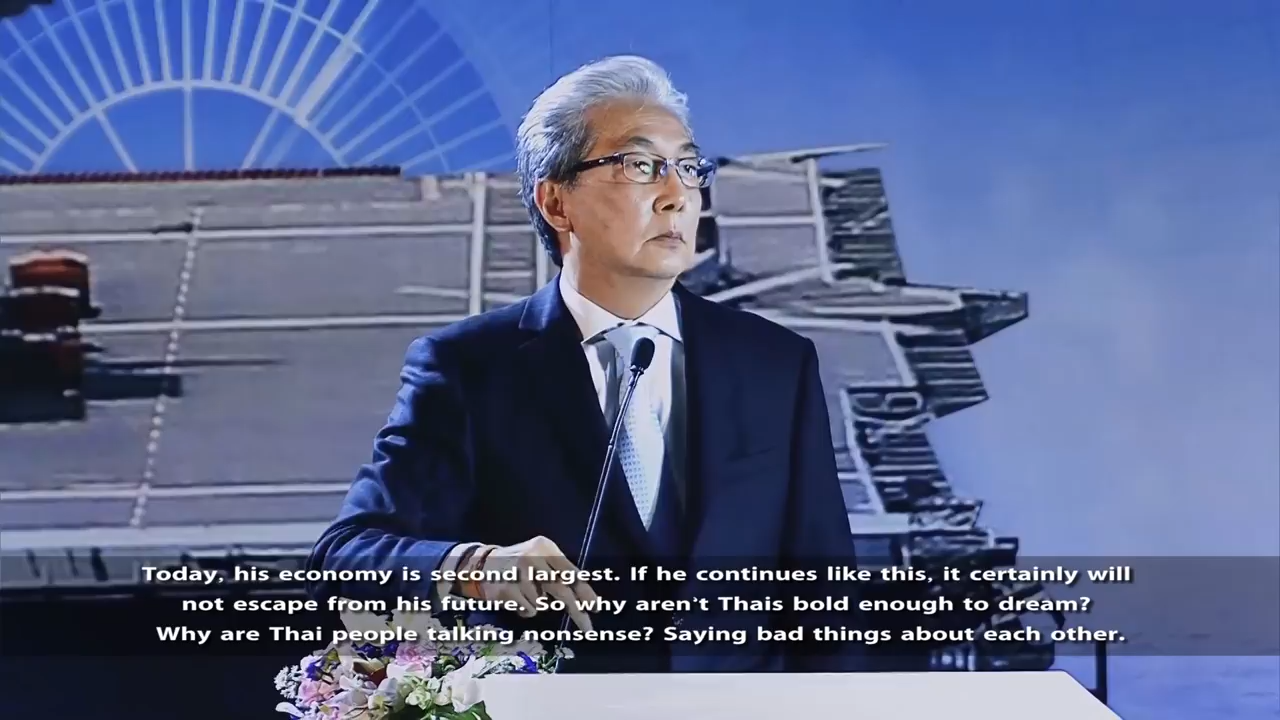 Today, his economy is second largest. If he continues like this, it certainly will
not escape from his future. So why aren't Thais bold enough to dream?
Why are Thai people talking nonsense? Saying bad things about each other.